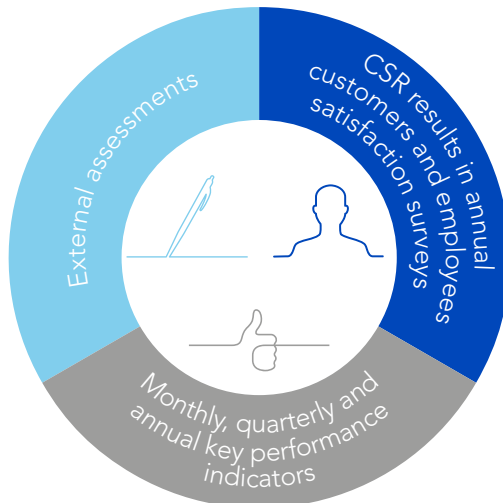 External assessments
CSR results in annual
customers and employees
satisfaction surveys
Monthly, quarterly and
annual key performance
indicators